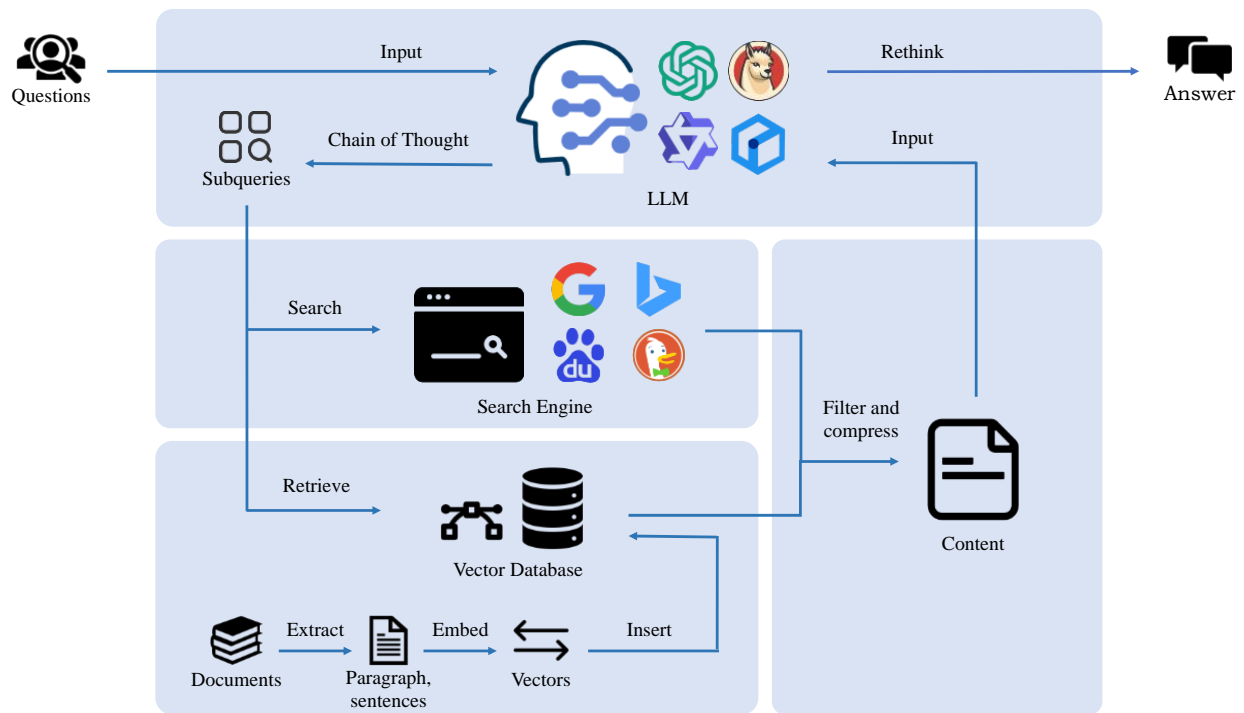 Questions
Input
Rethink
Answer
Chain of Thought
Input
Subqueries
LLM
Search
du
Search Engine
Filter and
compress
Retrieve
Vector Database
Content
Extract
Embed
Insert
Documents
Paragraph,
sentences
Vectors